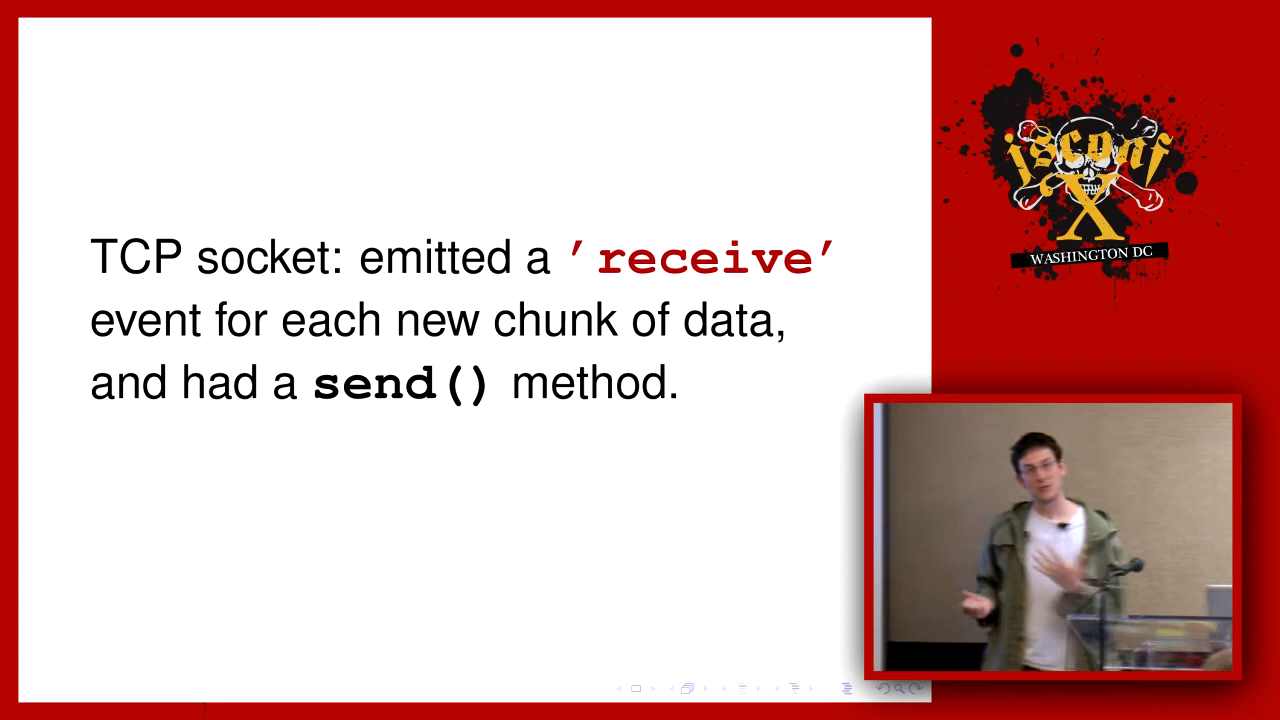 TCP socket: emitted a ’receive’
event for each new chunk of data,
and had a send() method.
jsconf
X
WASHINGTON DC